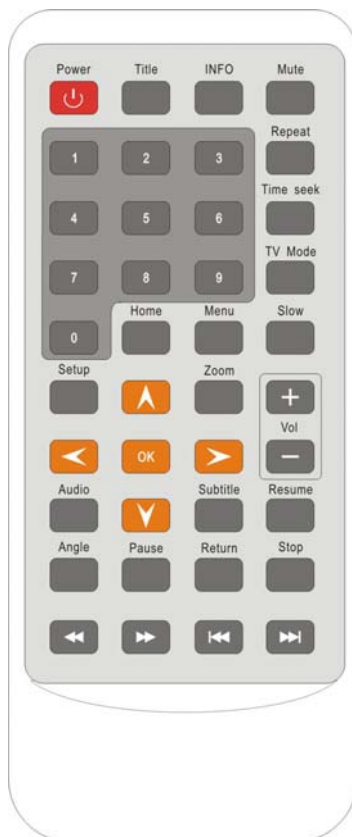 Power Title INFO Mute
Repeat
1 2 3
Time seek
4 5 6
TV Mode
7 8 9
Home Menu Slow
0
Setup Zoom
+
Vol
OK
−
Audio Subtitle Resume
Angle Pause Return Stop